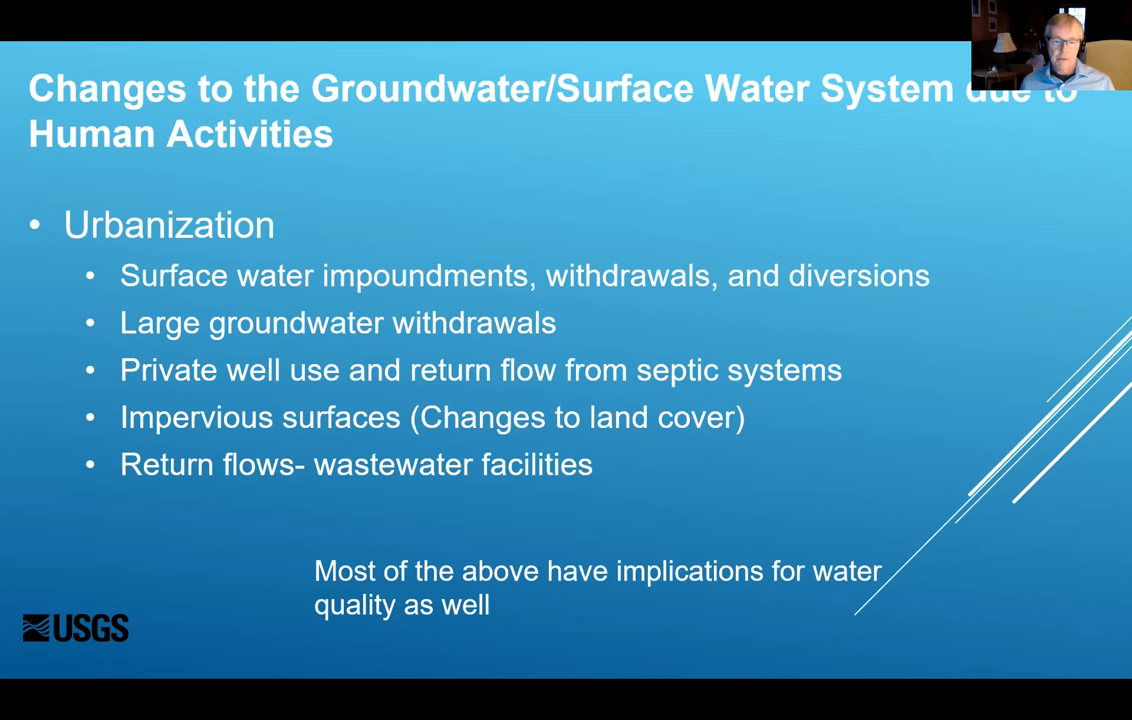 Changes to the Groundwater/Surface Water System due to
Human Activities
• Urbanization
• Surface water impoundments, withdrawals, and diversions
• Large groundwater withdrawals
• Private well use and return flow from septic systems
• Impervious surfaces (Changes to land cover)
• Return flows- wastewater facilities
Most of the above have implications for water
quality as well
USGS